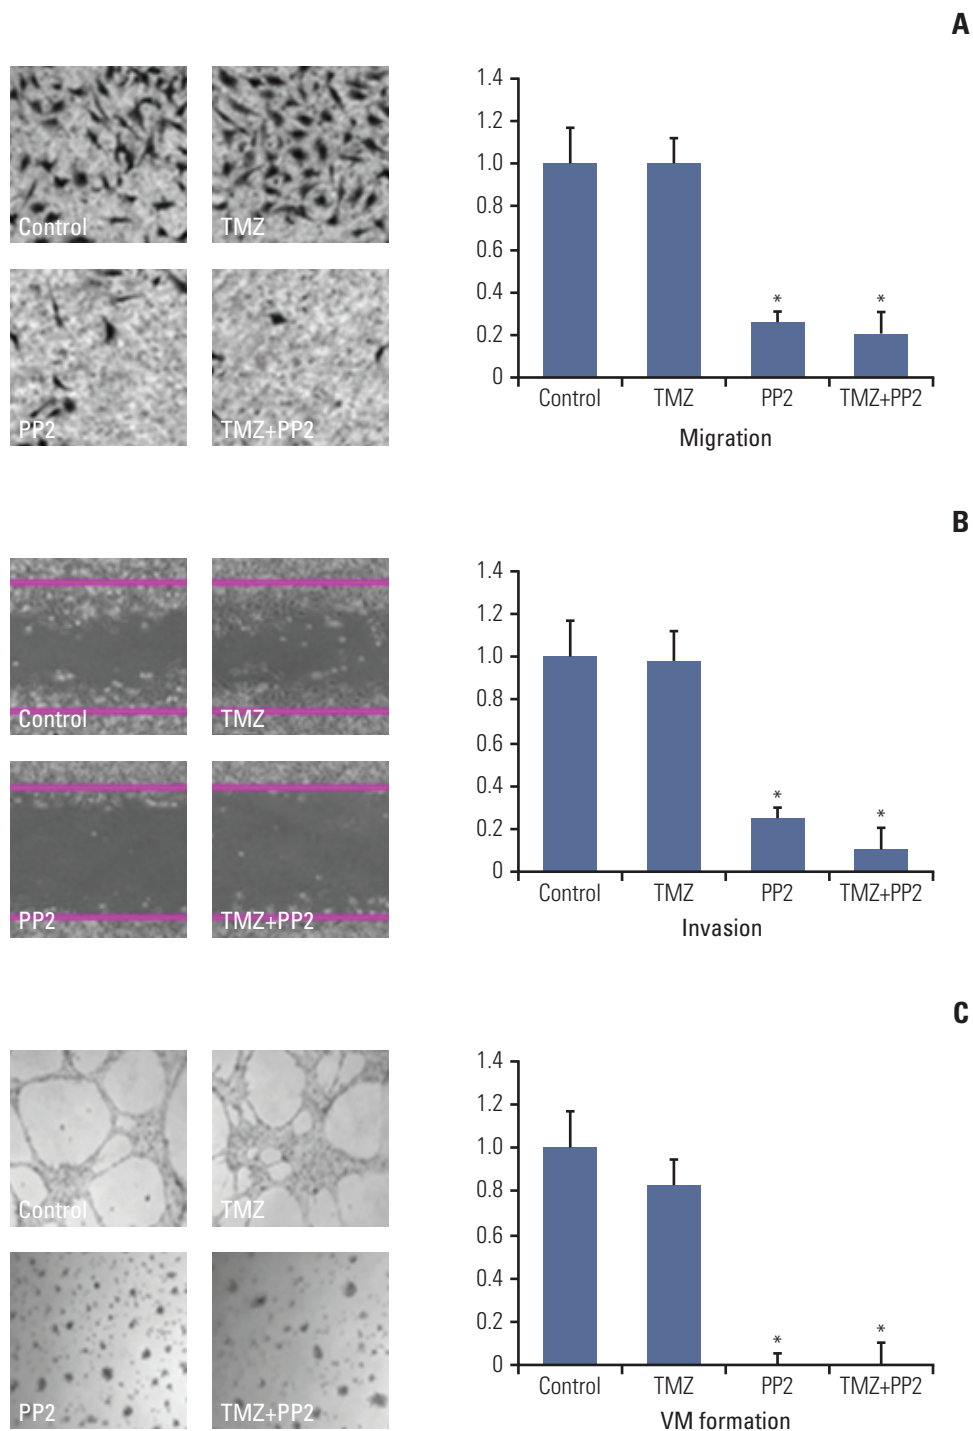 A
Control TMZ
PP2 TMZ+PP2
1.4
1.2
1.0
0.8
0.6
0.4
0.2
0
* *
Control TMZ PP2 TMZ+PP2
Migration
B
Control TMZ
PP2 TMZ+PP2
1.4
1.2
1.0
0.8
0.6
0.4
0.2
0
* *
Control TMZ PP2 TMZ+PP2
Invasion
C
Control TMZ
PP2 TMZ+PP2
1.4
1.2
1.0
0.8
0.6
0.4
0.2
0
* *
Control TMZ PP2 TMZ+PP2
VM formation